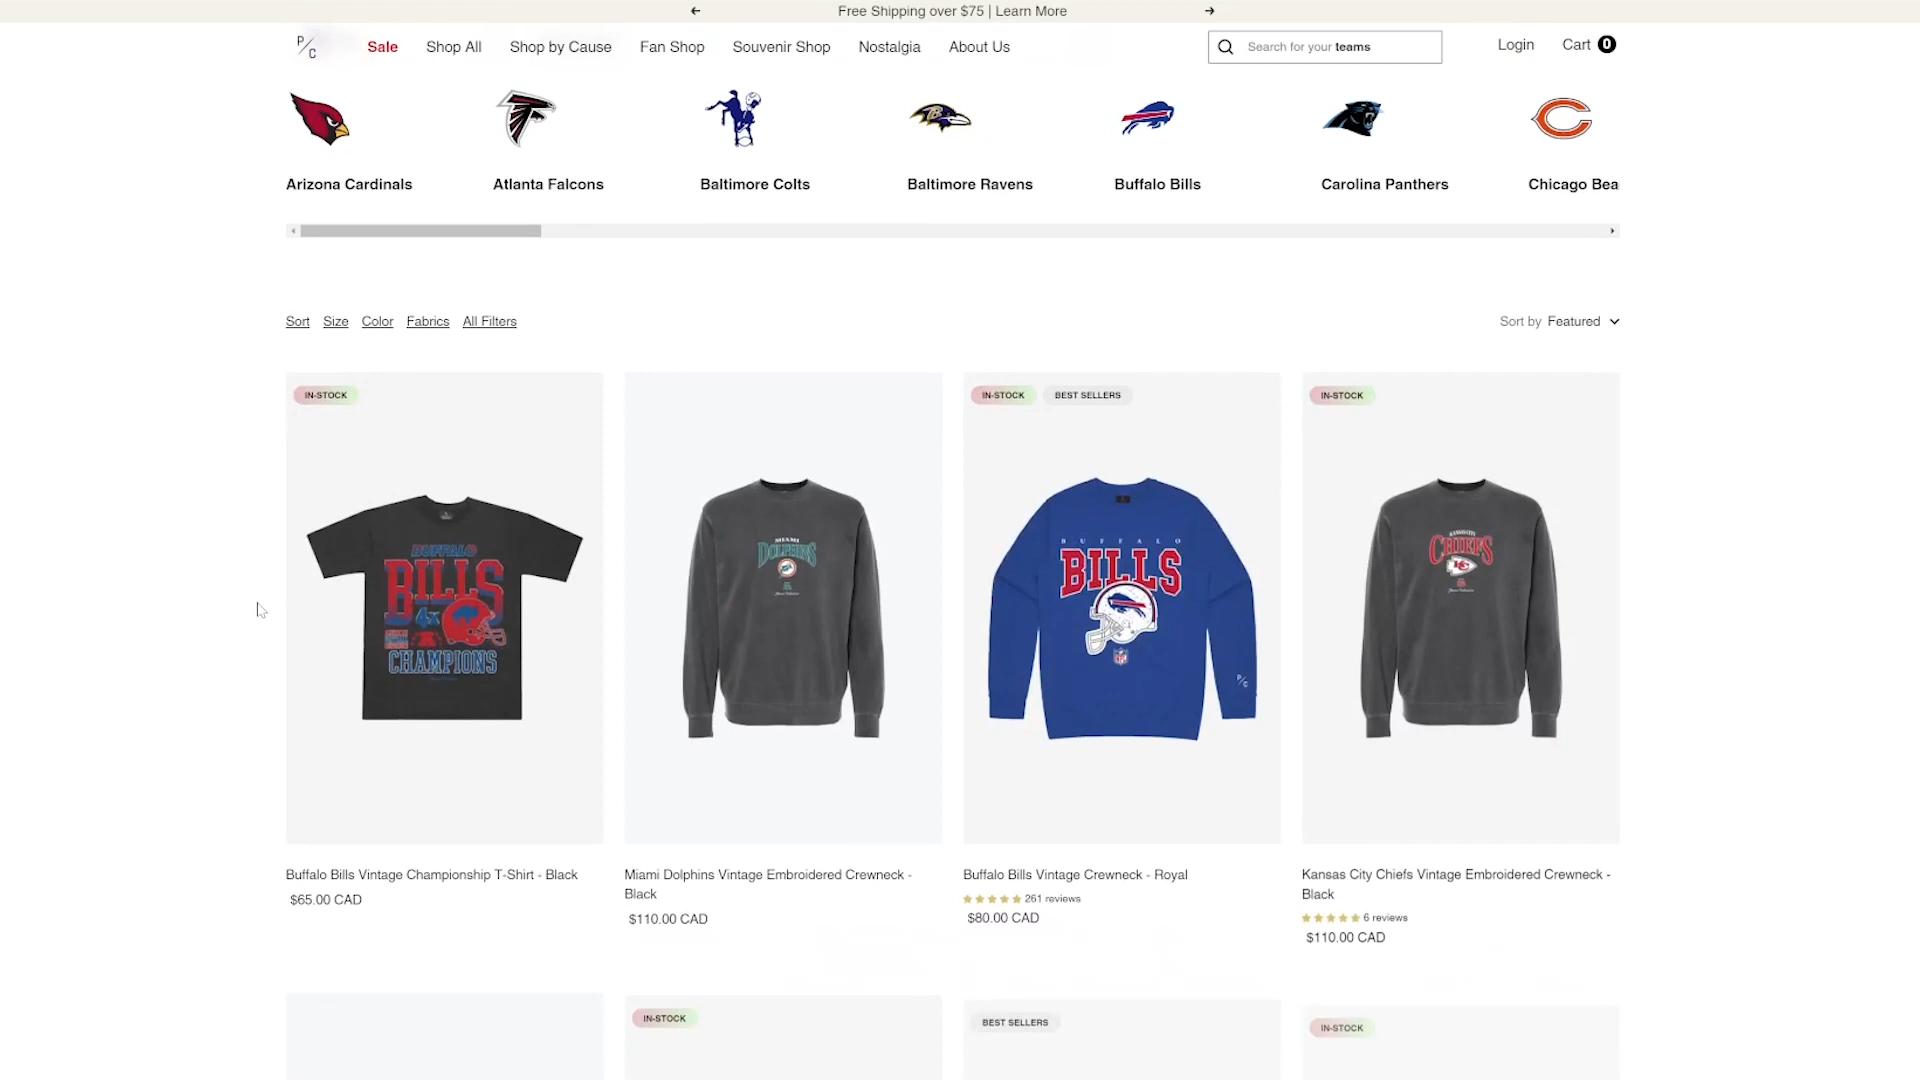 Free Shipping over $75 | Learn More
P/C
Sale Shop All Shop by Cause Fan Shop Souvenir Shop Nostalgia About Us
Search for your teams
Login Cart 0
Arizona Cardinals Atlanta Falcons Baltimore Colts Baltimore Ravens Buffalo Bills Carolina Panthers Chicago Bea
Sort Size Color Fabrics All Filters
Sort by Featured
IN-STOCK
BUFFALO
BILLS
4x
CHAMPIONS
MIAMI
DOLPHINS
IN-STOCK BEST SELLERS
BUFFALO
BILLS
NFL
P/C
IN-STOCK
KANSAS CITY
CHIEFS
KC
Buffalo Bills Vintage Championship T-Shirt - Black
$65.00 CAD
Miami Dolphins Vintage Embroidered Crewneck -
Black
$110.00 CAD
Buffalo Bills Vintage Crewneck - Royal
261 reviews
$80.00 CAD
Kansas City Chiefs Vintage Embroidered Crewneck -
Black
6 reviews
$110.00 CAD
IN-STOCK
BEST SELLERS
IN-STOCK